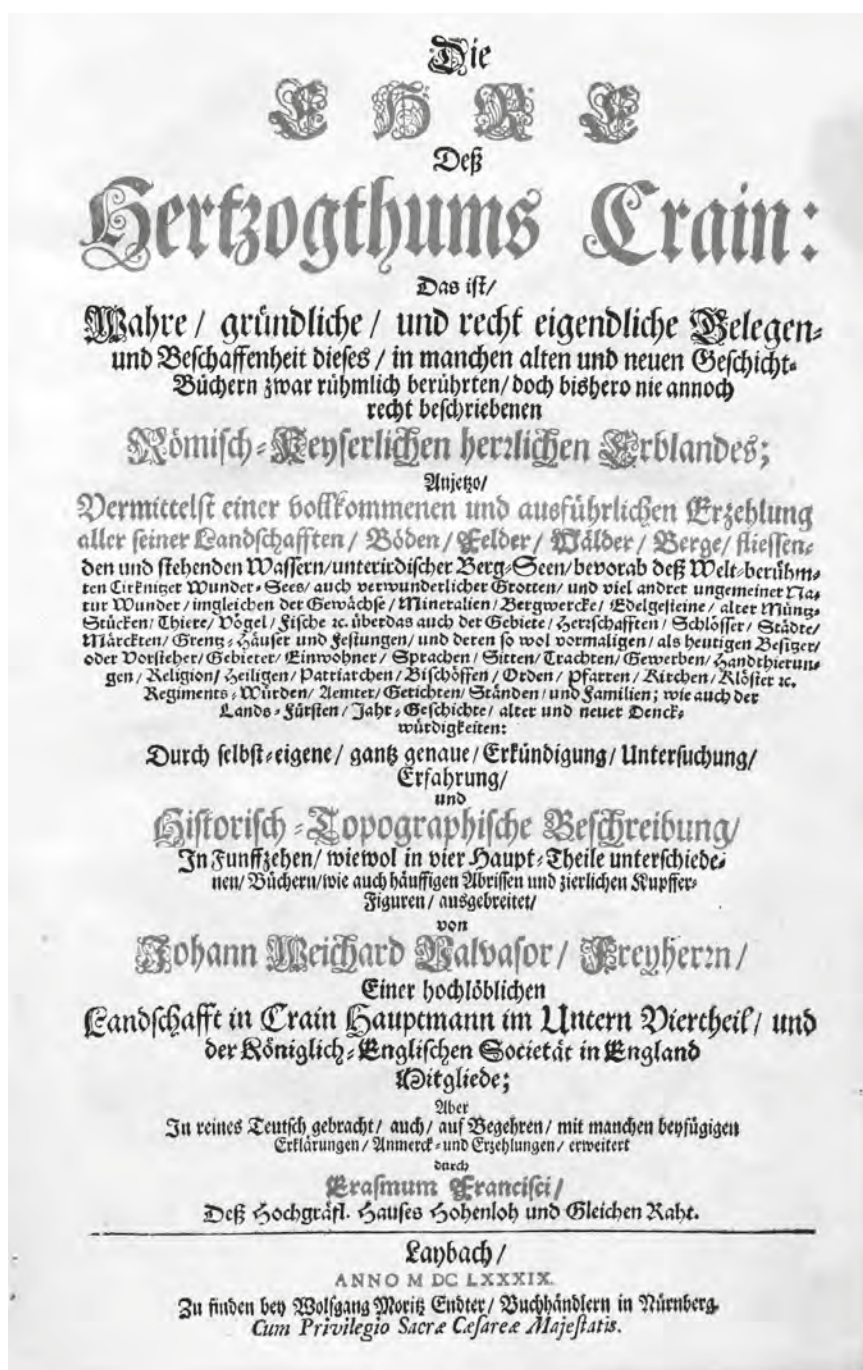 Die
EHRE
Deß
Hertzogthums Crain:
Das ist/
Wahre / gründliche / und recht eigendliche Belegen-
und Beschaffenheit dieses / in manchen alten und neuen Geschicht-
Büchern zwar rühmlich berührten / doch bishero nie annoch
recht beschriebenen
Römisch-Keyserlichen herrlichen Erblandes;
Anjetzo/
Vermittelst einer vollkommenen und ausführlichen Erzehlung
aller seiner Landschafften / Böden / Felder / Wälder / Berge / fliessen-
den und stehenden Wassern / unterirdischer Berg-Seen / bevorab deß Welt-berühm-
ten Cirknitzer Wunder-Sees / auch verwunderlicher Grotten / und viel andrer ungemeiner Na-
tur Wunder / imgleichen der Gewächse / Mineralien / Bergwercke / Edelgesteine / alter Müntz-
Stücken / Thiere / Vögel / Fische ꝛc. überdas auch der Gebiete / Herrschafften / Schlösser / Städte /
Märckten / Grentz-Häuser und Festungen / und deren so wol vormaligen / als heutigen Besitzer /
oder Vorsteher / Gebieter / Einwohner / Sprachen / Sitten / Trachten / Gewerben / Handthierun-
gen / Religion / Heiligen / Patriarchen / Bischöffen / Orden / Pfarren / Kirchen / Klöster ꝛc.
Regiments-Würden / Aemter / Gerichten / Ständen / und Familien; wie auch der
Lands-Fürsten / Jahr-Geschichte / alter und neuer Denck-
würdigkeiten:
Durch selbst-eigene / gantz genaue / Erkündigung / Untersuchung /
Erfahrung /
und
Historisch-Topographische Beschreibung /
In Funffzehen / wiewol in vier Haupt-Theile unterschiede-
nen / Büchern / wie auch häuffigen Abrissen und zierlichen Kupffer-
Figuren / ausgebreitet /
von
Johann Weichard Valvasor / Freyherrn /
Einer hochlöblichen
Landschafft in Crain Hauptmann im Untern Viertheil / und
der Königlich-Englischen Societät in England
Mitgliede;
Aber
In reines Teutsch gebracht / auch / auf Begehren / mit manchen beyfügigen
Erklärungen / Anmerck- und Erzehlungen / erweitert
durch
Erasmum Francisci /
Deß Hochgräfl. Hauses Hohenloh und Gleichen Raht.
Laybach /
ANNO M DC LXXXIX.
Zu finden bey Wolfgang Moritz Endter / Buchhändlern in Nürnberg.
Cum Privilegio Sacræ Cæsareæ Majestatis.